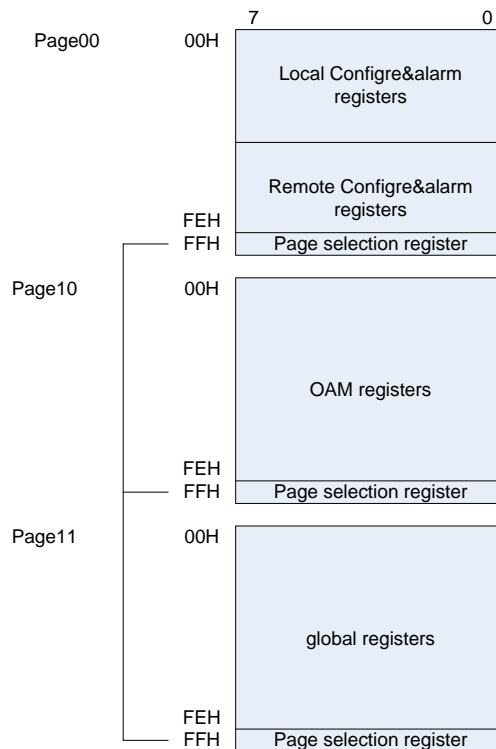 7 0
Page00 00H
Local Configre&alarm
registers
Remote Configre&alarm
registers
FEH
FFH Page selection register
Page10 00H
OAM registers
FEH
FFH Page selection register
Page11 00H
global registers
FEH
FFH Page selection register